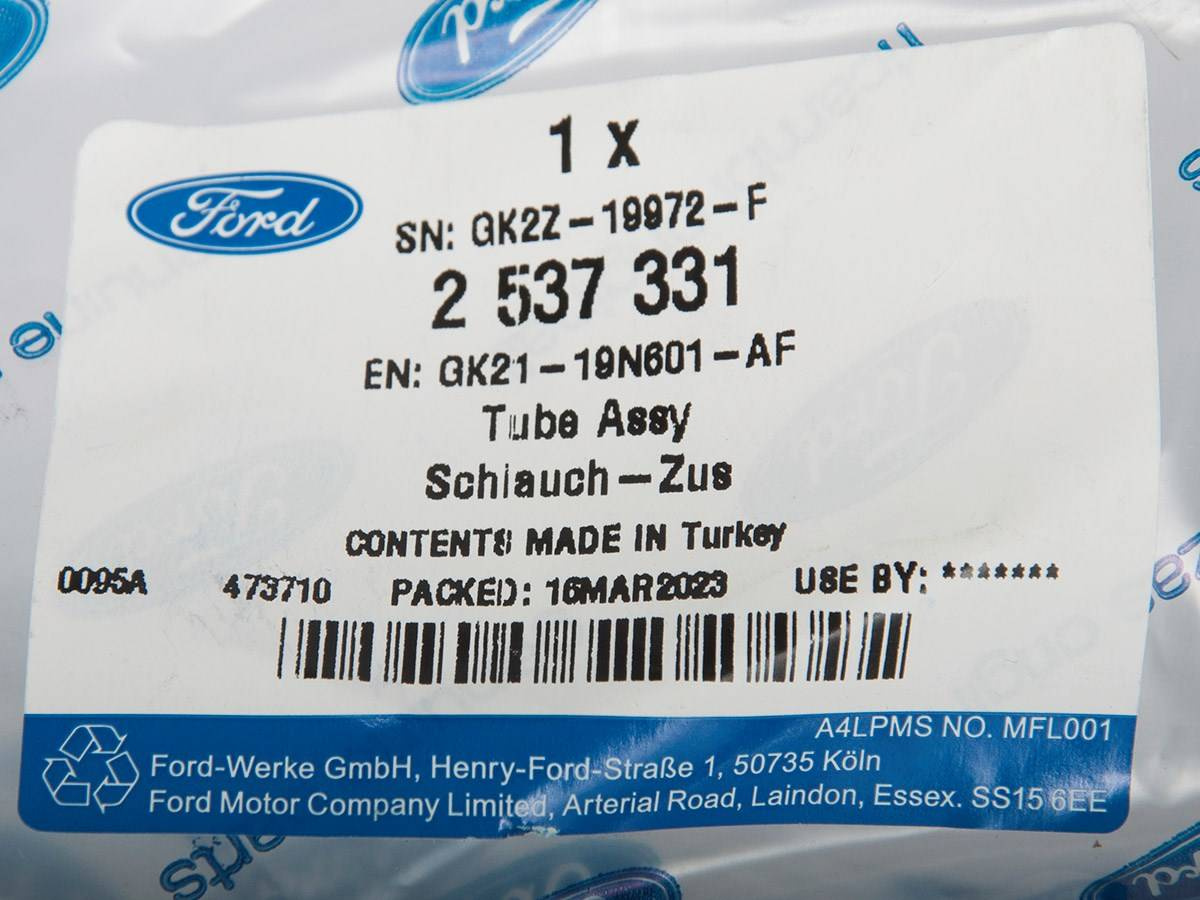 1 x
Ford
SN: GK2Z-19972-F
2 537 331
EN: GK21-19N601-AF
Tube Assy
Schlauch-Zus
CONTENTS MADE IN Turkey
0095A 473710 PACKED: 16MAR2023 USE BY: *******
A4LPMS NO. MFL001
Ford-Werke GmbH, Henry-Ford-Straße 1, 50735 Köln
Ford Motor Company Limited, Arterial Road, Laindon, Essex. SS15 6EE